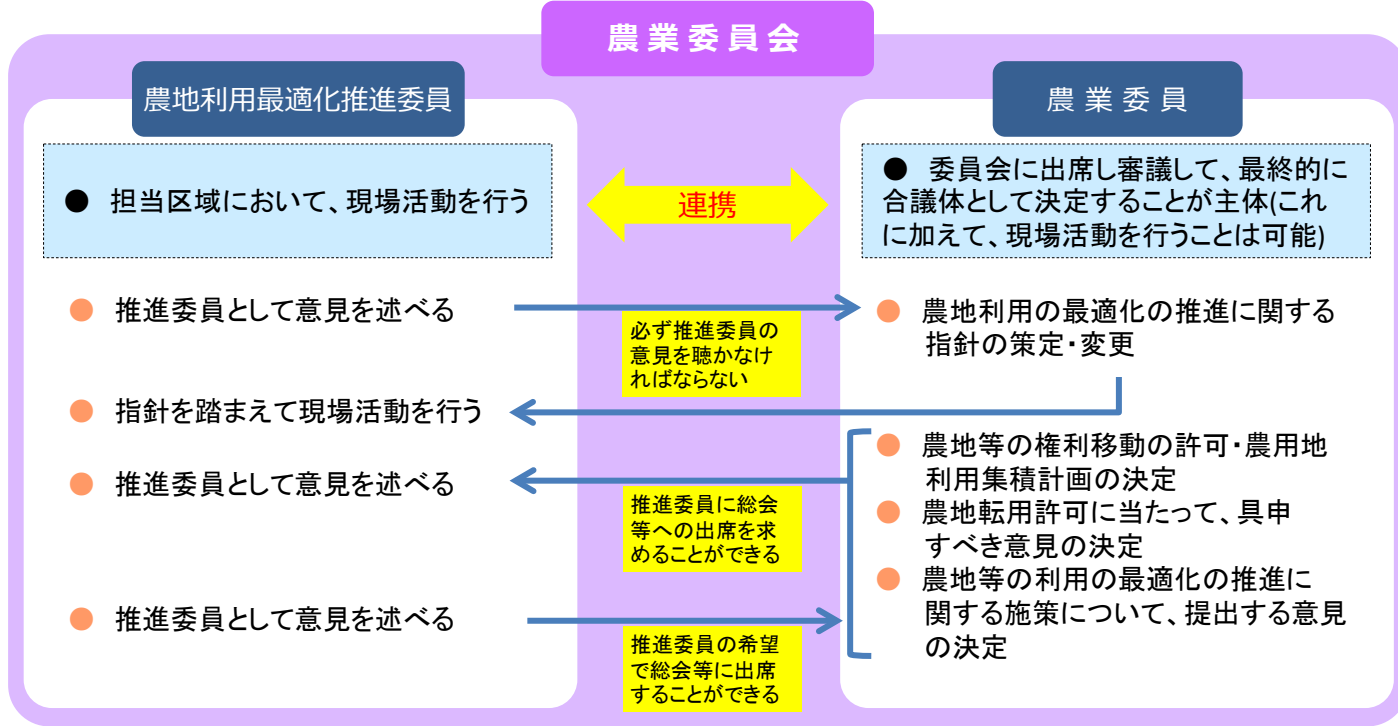 農業委員会
農地利用最適化推進委員
● 担当区域において、現場活動を行う
● 推進委員として意見を述べる
● 指針を踏まえて現場活動を行う
● 推進委員として意見を述べる
● 推進委員として意見を述べる
連携
必ず推進委員の
意見を聴かなけ
ればならない
推進委員に総会
等への出席を求
めることができる
推進委員の希望
で総会等に出席
することができる
農業委員
● 委員会に出席し審議して、最終的に
合議体として決定することが主体(これ
に加えて、現場活動を行うことは可能)
● 農地利用の最適化の推進に関する
指針の策定・変更
● 農地等の権利移動の許可・農用地
利用集積計画の決定
● 農地転用許可に当たって、具申
すべき意見の決定
● 農地等の利用の最適化の推進に
関する施策について、提出する意見
の決定